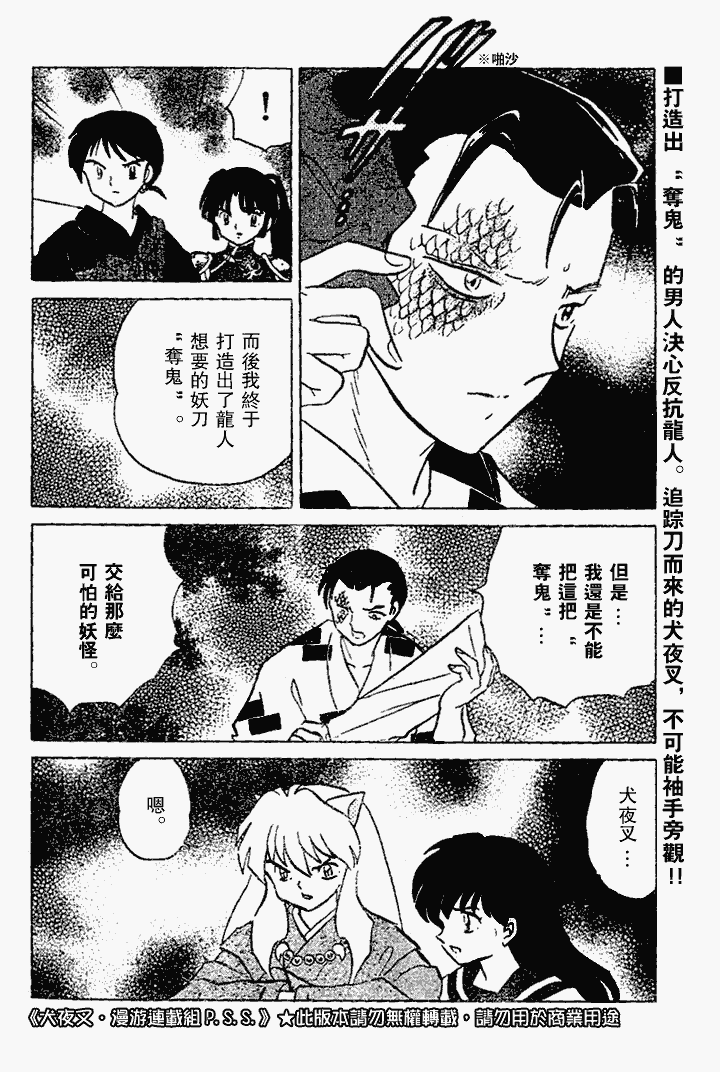 ■打造出“奪鬼”的男人決心反抗龍人。追踪刀而來的犬夜叉，不可能袖手旁觀!!
※啪沙
！
而後我終于
打造出了龍人
想要的妖刀
“奪鬼”。
但是…
我還是不能
把這把“
奪鬼”…
交給那麼
可怕的妖怪。
犬夜叉…
嗯。
《犬夜叉·漫游連載組P.S.S.》★此版本請勿無權轉載，請勿用於商業用途